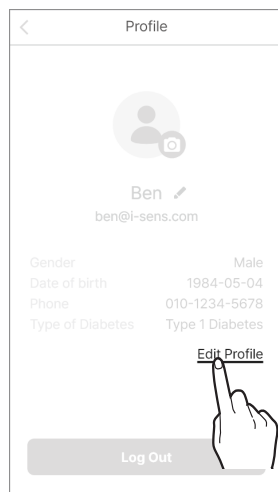 Profile
Ben
ben@i-sens.com
Gender Male
Date of birth 1984-05-04
Phone 010-1234-5678
Type of Diabetes Type 1 Diabetes
Edit Profile
Log Out